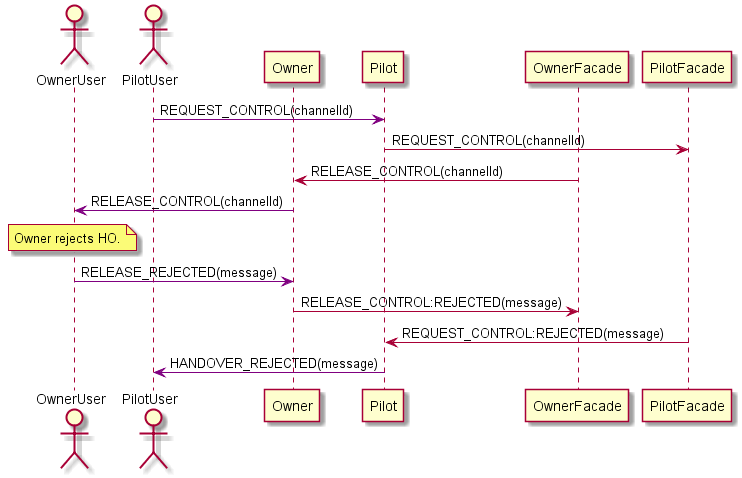 OwnerUser
PilotUser
Owner
Pilot
OwnerFacade
PilotFacade
REQUEST_CONTROL(channelId)
REQUEST_CONTROL(channelId)
RELEASE_CONTROL(channelId)
RELEASE_CONTROL(channelId)
Owner rejects HO.
RELEASE_REJECTED(message)
RELEASE_CONTROL:REJECTED(message)
REQUEST_CONTROL:REJECTED(message)
HANDOVER_REJECTED(message)
OwnerUser
PilotUser
Owner
Pilot
OwnerFacade
PilotFacade